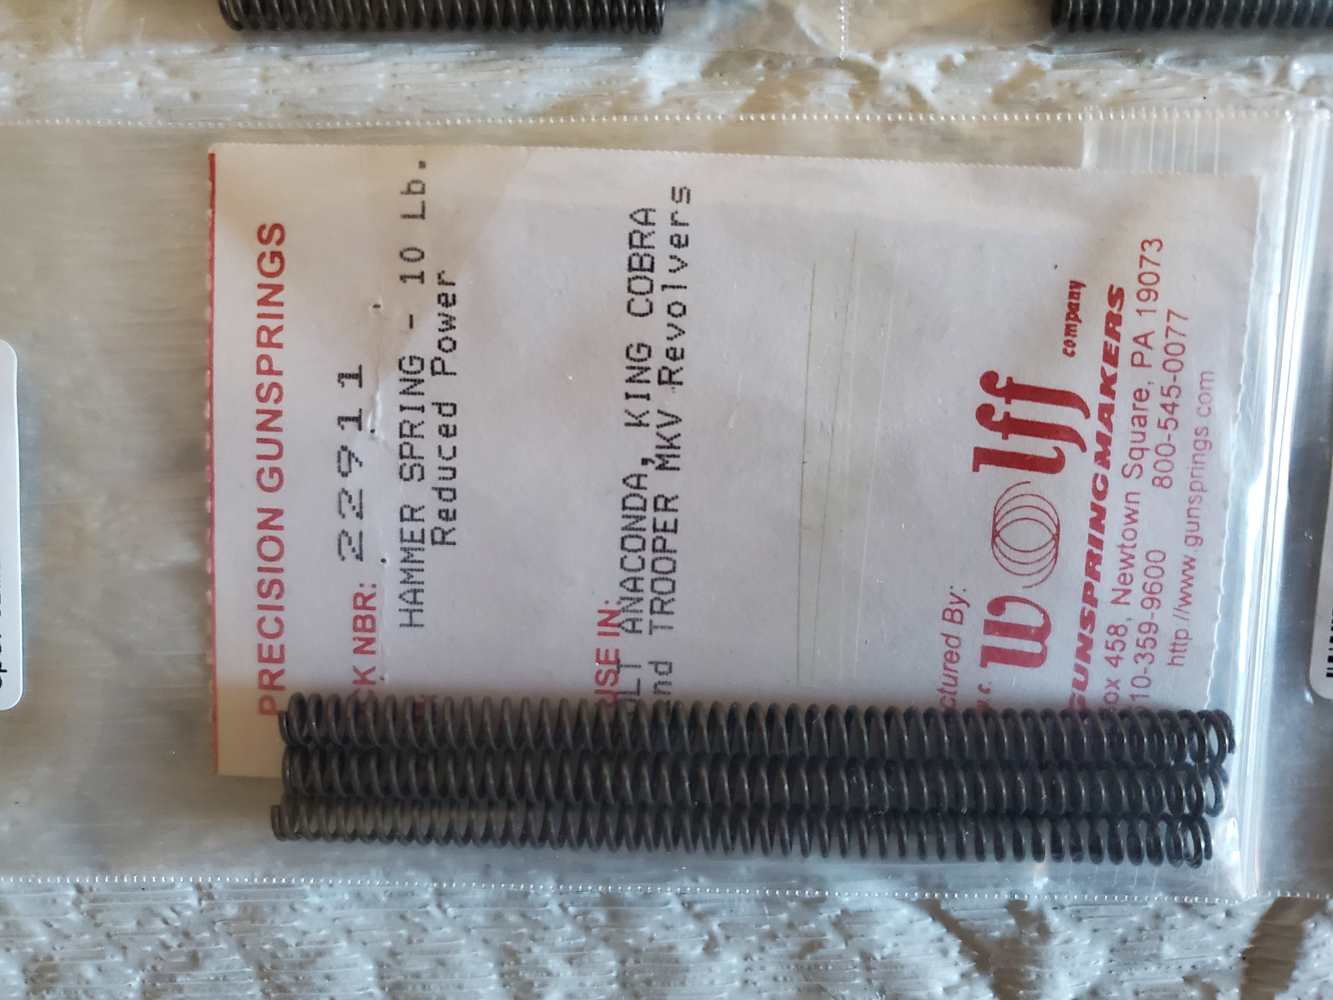 PRECISION GUNSPRINGS
CK NBR: 22911
HAMMER SPRING - 10 Lb.
Reduced Power
USE IN:
OLT ANACONDA, KING COBRA
nd TROOPER MKV Revolvers
ctured By:
w.c. wolff company
GUNSPRINGMAKERS
ox 458, Newtown Square, PA 19073
10-359-9600 800-545-0077
http://www.gunsprings.com